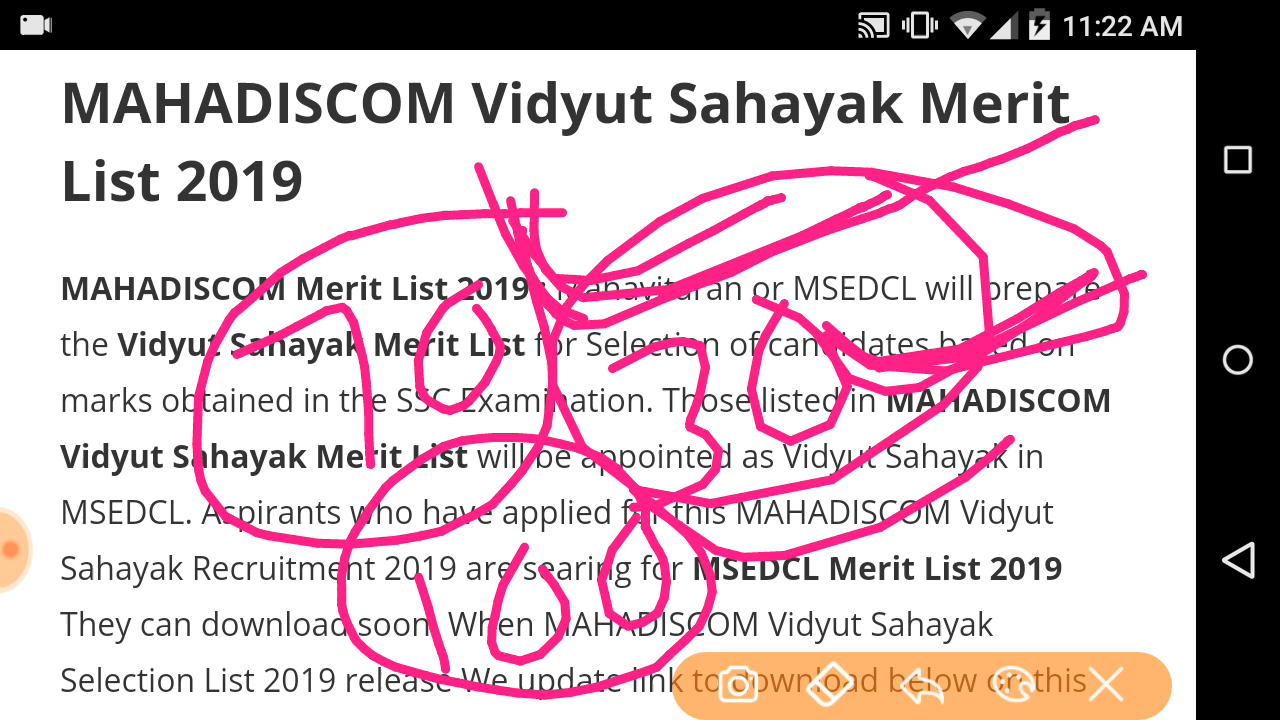 11:22 AM
MAHADISCOM Vidyut Sahayak Merit
List 2019
MAHADISCOM Merit List 2019 : Mahavitaran or MSEDCL will prepare
the Vidyut Sahayak Merit List for Selection of candidates based on
marks obtained in the SSC Examination. Those listed in MAHADISCOM
Vidyut Sahayak Merit List will be appointed as Vidyut Sahayak in
MSEDCL. Aspirants who have applied for this MAHADISCOM Vidyut
Sahayak Recruitment 2019 are searing for MSEDCL Merit List 2019
They can download soon. When MAHADISCOM Vidyut Sahayak
Selection List 2019 release We update link to download below on this
70
30
100